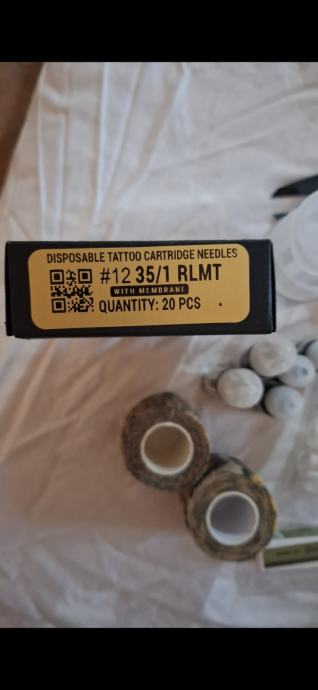 DISPOSABLE TATTOO CARTRIDGE NEEDLES
#12 35/1 RLMT
WITH MEMBRANE
QUANTITY: 20 PCS